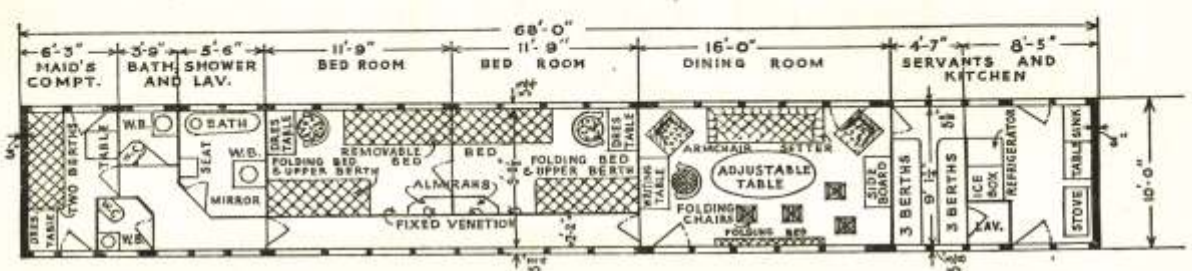 68'-0"
6'-3" 3'-9" 5'-6" 11'-9" 11'-9" 16'-0" 4'-7" 8'-5"
MAID'S COMPT.
BATH, SHOWER AND LAV.
BED ROOM
BED ROOM
DINING ROOM
SERVANTS AND KITCHEN
TWO BERTHS
TABLE
DRES TABLE
W.B.
W.C
W.C
W.B.
BATH
SEAT
W.B.
MIRROR
DRES TABLE
REMOVABLE BED
FOLDING BED & UPPER BERTH
ALMIRAHS
FIXED VENETION
BED
DRES TABLE
FOLDING BED & UPPER BERTH
2'-2"
WRITING TABLE
ARMCHAIR
SETTER
ADJUSTABLE TABLE
FOLDING CHAIRS
FOLDING BED
SIDE BOARD
3 BERTHS
3 BERTHS
ICE BOX
REFRIGERATOR
LAV.
SINK
TABLE
STOVE
10'-0"